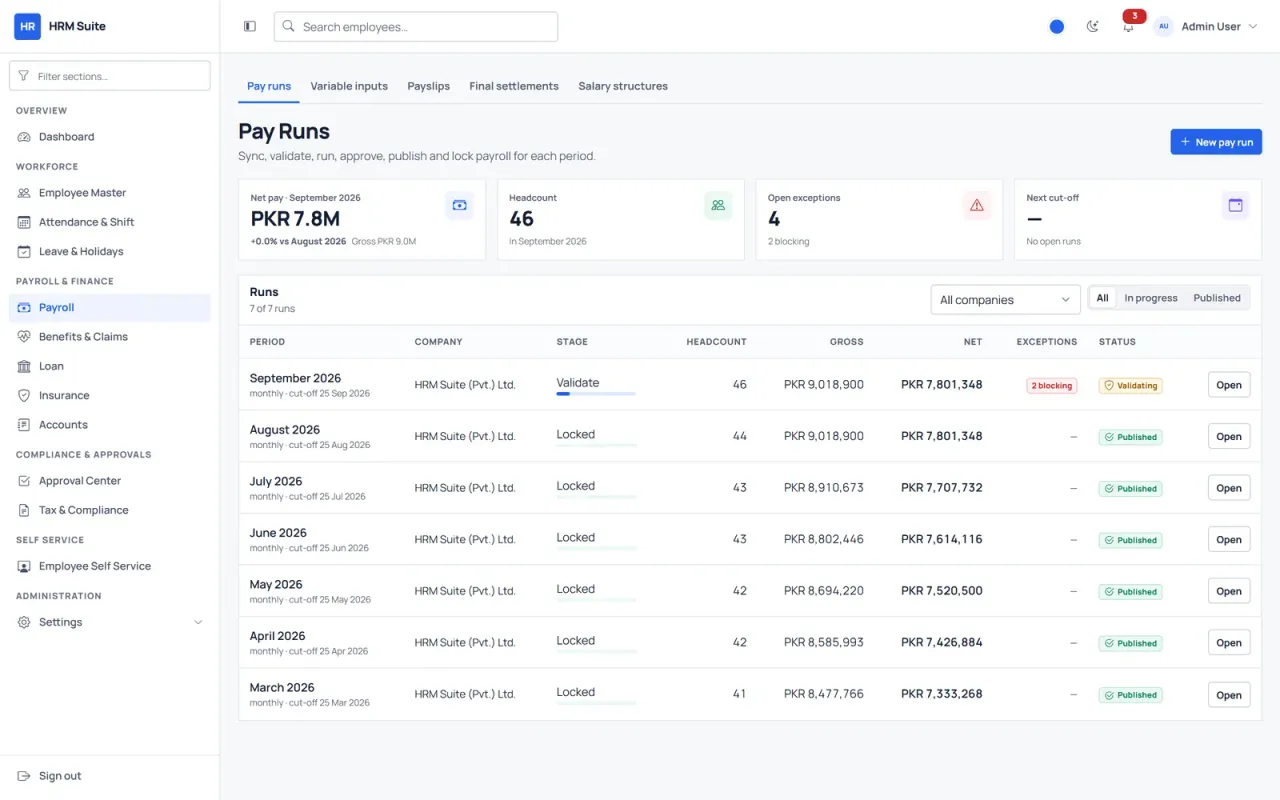 HR HRM Suite
Search employees...
3
AU Admin User
Filter sections...
OVERVIEW
Dashboard
WORKFORCE
Employee Master
Attendance & Shift
Leave & Holidays
PAYROLL & FINANCE
Payroll
Benefits & Claims
Loan
Insurance
Accounts
COMPLIANCE & APPROVALS
Approval Center
Tax & Compliance
SELF SERVICE
Employee Self Service
ADMINISTRATION
Settings
Sign out
Pay runs Variable inputs Payslips Final settlements Salary structures
Pay Runs
Sync, validate, run, approve, publish and lock payroll for each period.
+ New pay run
Net pay · September 2026
PKR 7.8M
+0.0% vs August 2026 Gross PKR 9.0M
Headcount
46
In September 2026
Open exceptions
4
2 blocking
Next cut-off
—
No open runs
Runs
7 of 7 runs
All companies
All In progress Published
PERIOD COMPANY STAGE HEADCOUNT GROSS NET EXCEPTIONS STATUS
September 2026 HRM Suite (Pvt.) Ltd. Validate 46 PKR 9,018,900 PKR 7,801,348 2 blocking Validating Open
monthly · cut-off 25 Sep 2026
August 2026 HRM Suite (Pvt.) Ltd. Locked 44 PKR 9,018,900 PKR 7,801,348 – Published Open
monthly · cut-off 25 Aug 2026
July 2026 HRM Suite (Pvt.) Ltd. Locked 43 PKR 8,910,673 PKR 7,707,732 – Published Open
monthly · cut-off 25 Jul 2026
June 2026 HRM Suite (Pvt.) Ltd. Locked 43 PKR 8,802,446 PKR 7,614,116 – Published Open
monthly · cut-off 25 Jun 2026
May 2026 HRM Suite (Pvt.) Ltd. Locked 42 PKR 8,694,220 PKR 7,520,500 – Published Open
monthly · cut-off 25 May 2026
April 2026 HRM Suite (Pvt.) Ltd. Locked 42 PKR 8,585,993 PKR 7,426,884 – Published Open
monthly · cut-off 25 Apr 2026
March 2026 HRM Suite (Pvt.) Ltd. Locked 41 PKR 8,477,766 PKR 7,333,268 – Published Open
monthly · cut-off 25 Mar 2026